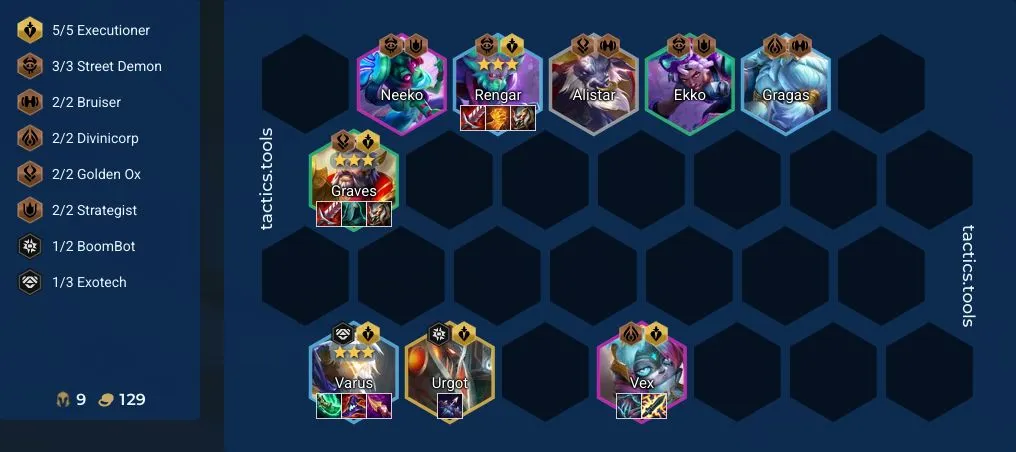 5/5 Executioner
3/3 Street Demon
2/2 Bruiser
2/2 Divinicorp
2/2 Golden Ox
2/2 Strategist
1/2 BoomBot
1/3 Exotech
9 129
tactics.tools
Neeko Rengar Alistar Ekko Gragas
Graves
Varus Urgot Vex
tactics.tools